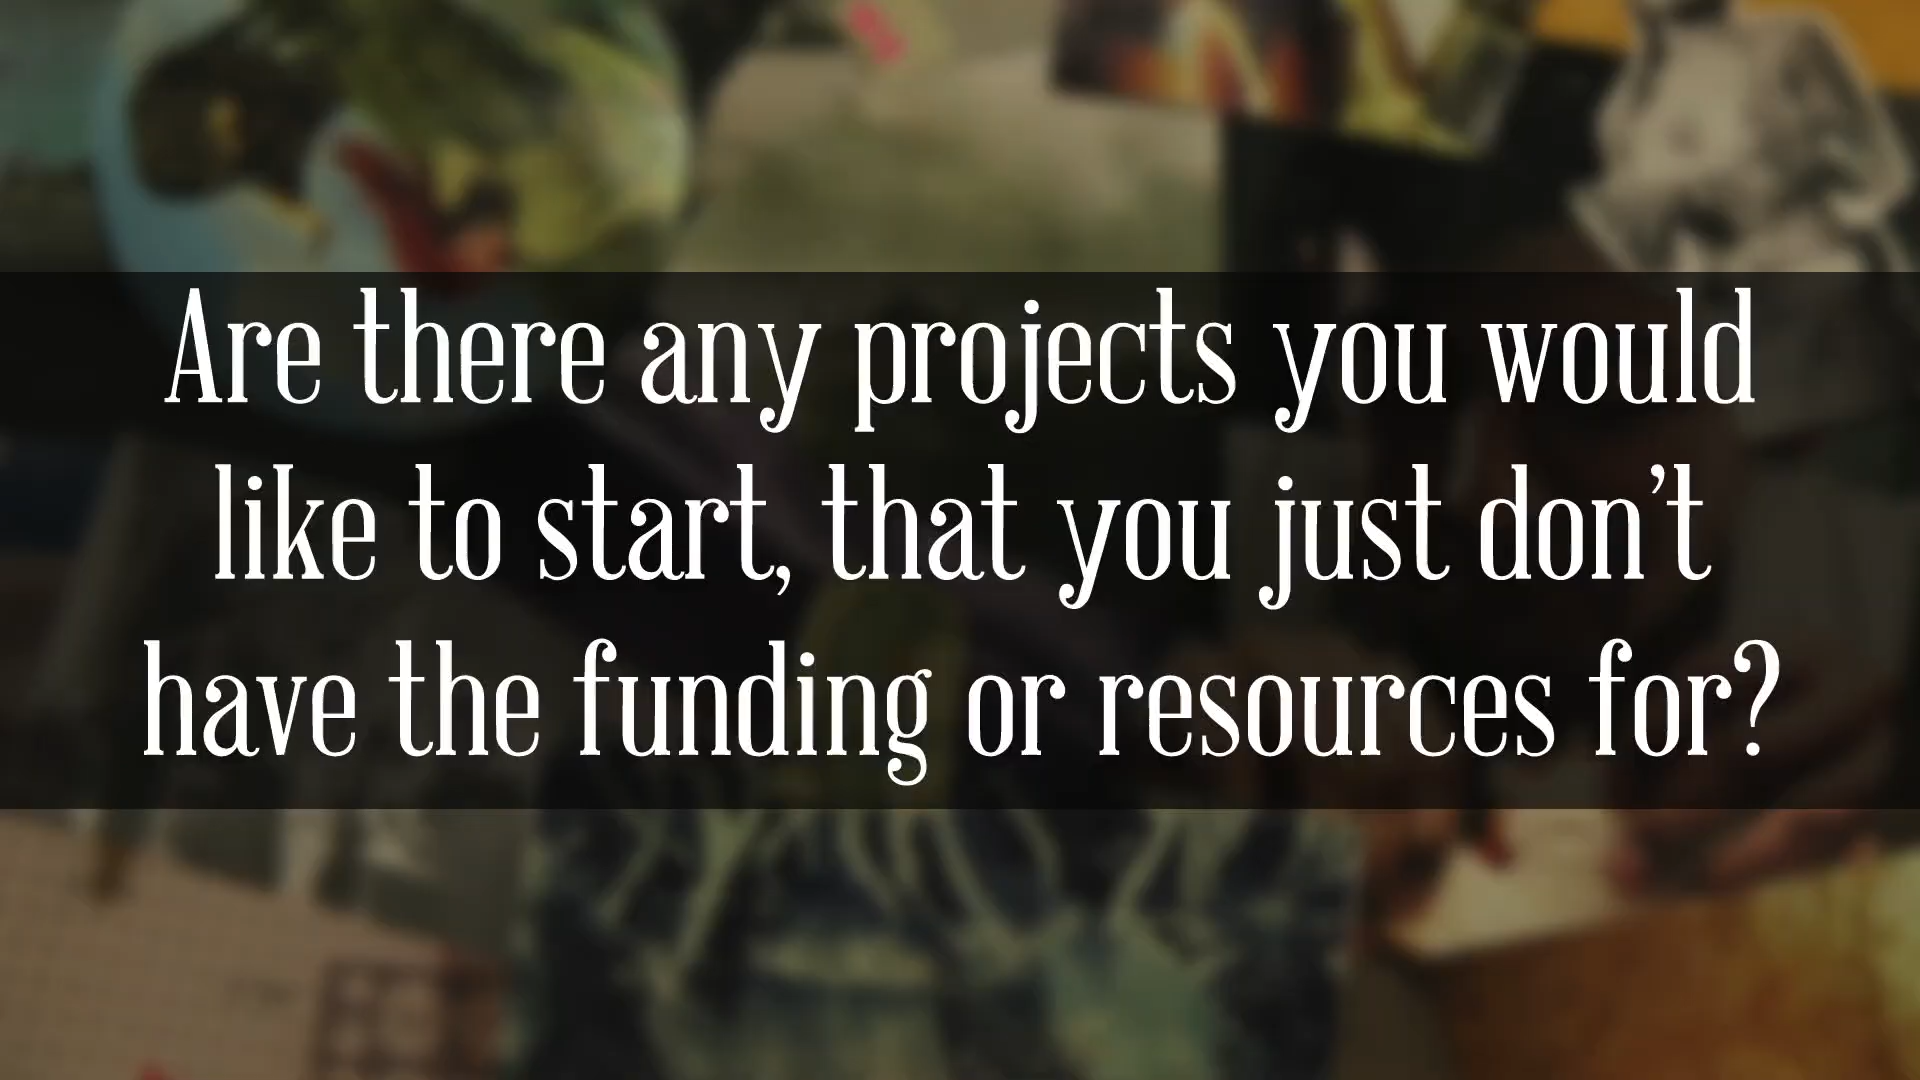 Are there any projects you would
like to start, that you just don’t
have the funding or resources for?